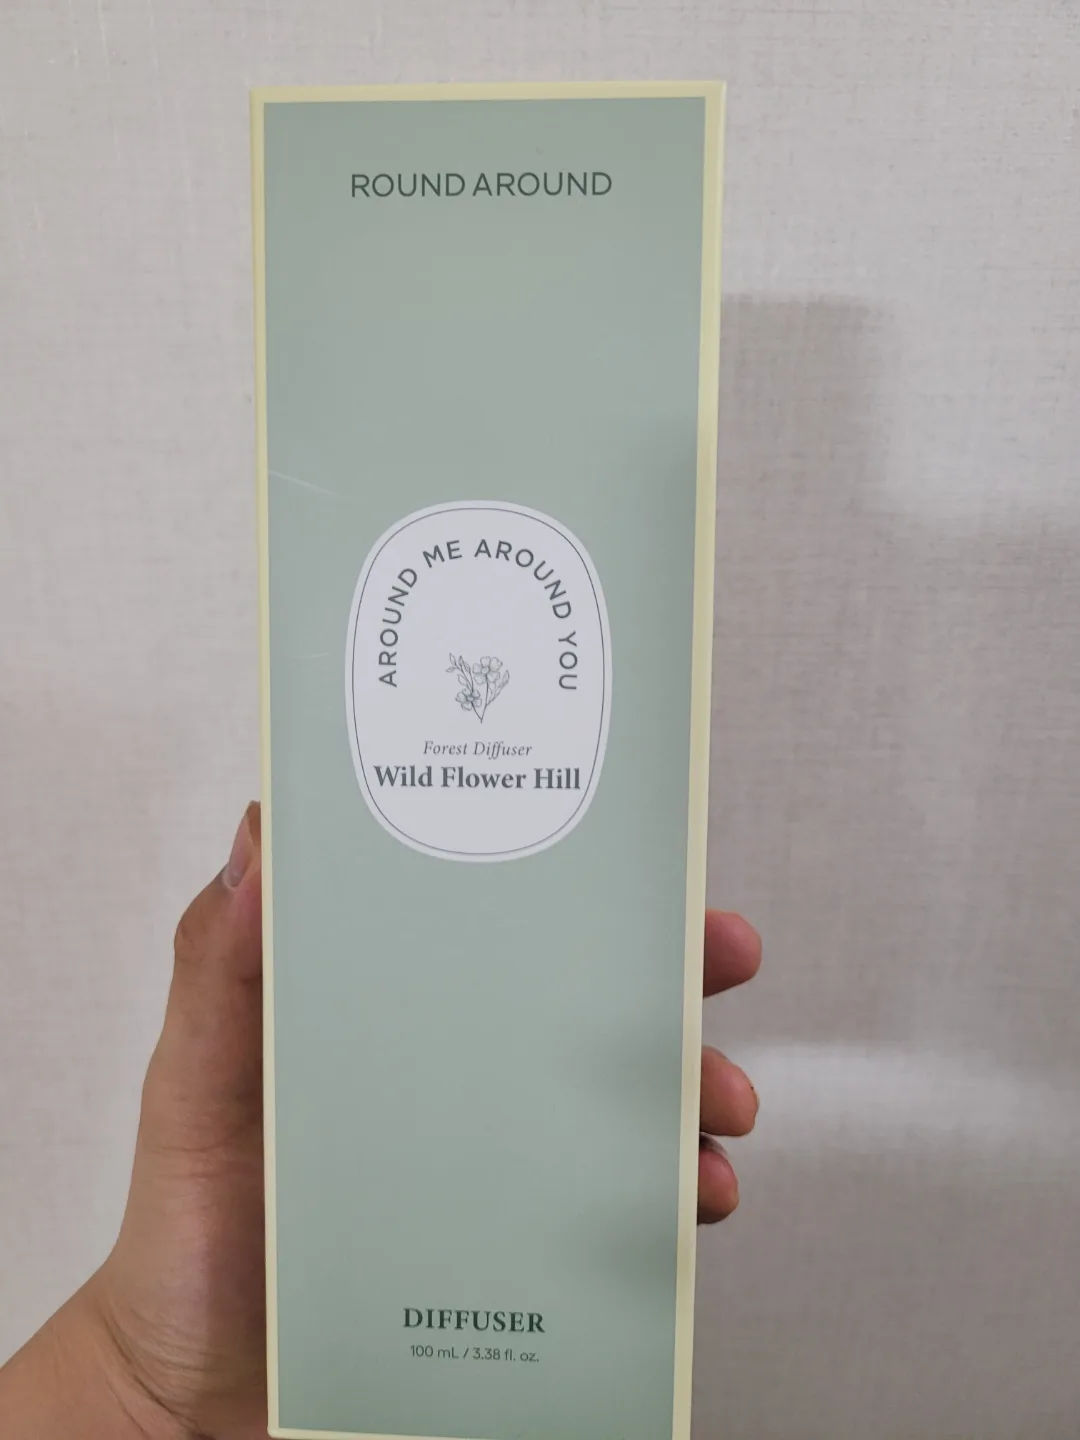 ROUND AROUND
AROUND ME AROUND YOU
Forest Diffuser
Wild Flower Hill
DIFFUSER
100 mL / 3.38 fl. oz.